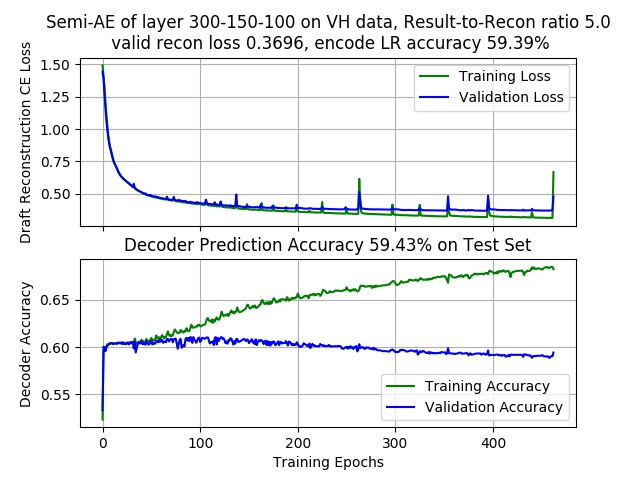 Semi-AE of layer 300-150-100 on VH data, Result-to-Recon ratio 5.0
valid recon loss 0.3696, encode LR accuracy 59.39%
Draft Reconstruction CE Loss
1.50
1.25
1.00
0.75
0.50
Training Loss
Validation Loss
Decoder Prediction Accuracy 59.43% on Test Set
Decoder Accuracy
0.65
0.60
0.55
Training Accuracy
Validation Accuracy
0 100 200 300 400
Training Epochs